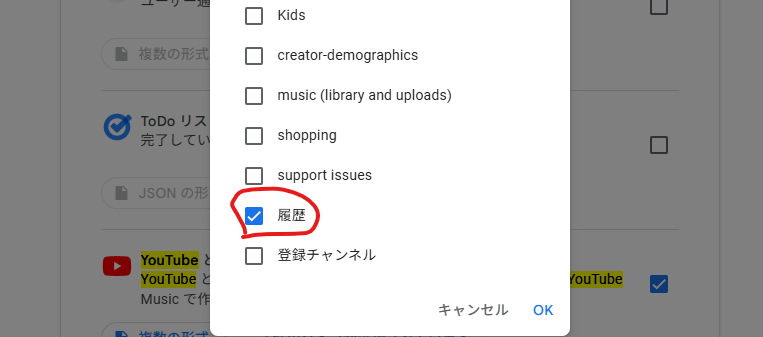 ユーザー
Kids
creator-demographics
複数の形式
music (library and uploads)
ToDo リス
完了してい
shopping
support issues
JSON の形
履歴
登録チャンネル
YouTube と
YouTube と
YouTube
Music で作
キャンセル
OK
複数の形式